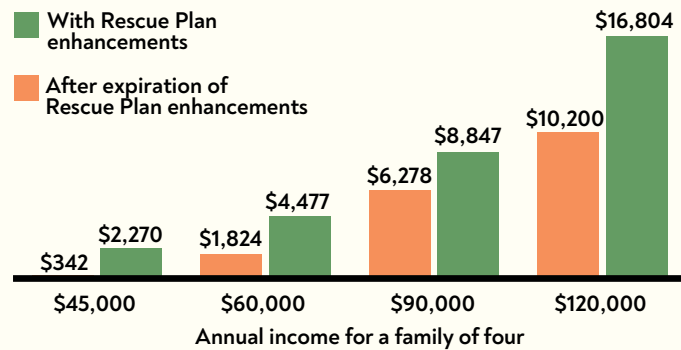 With Rescue Plan
enhancements
After expiration of
Rescue Plan enhancements
$16,804
$10,200
$8,847
$6,278
$4,477
$1,824
$2,270
$342
$45,000 $60,000 $90,000 $120,000
Annual income for a family of four